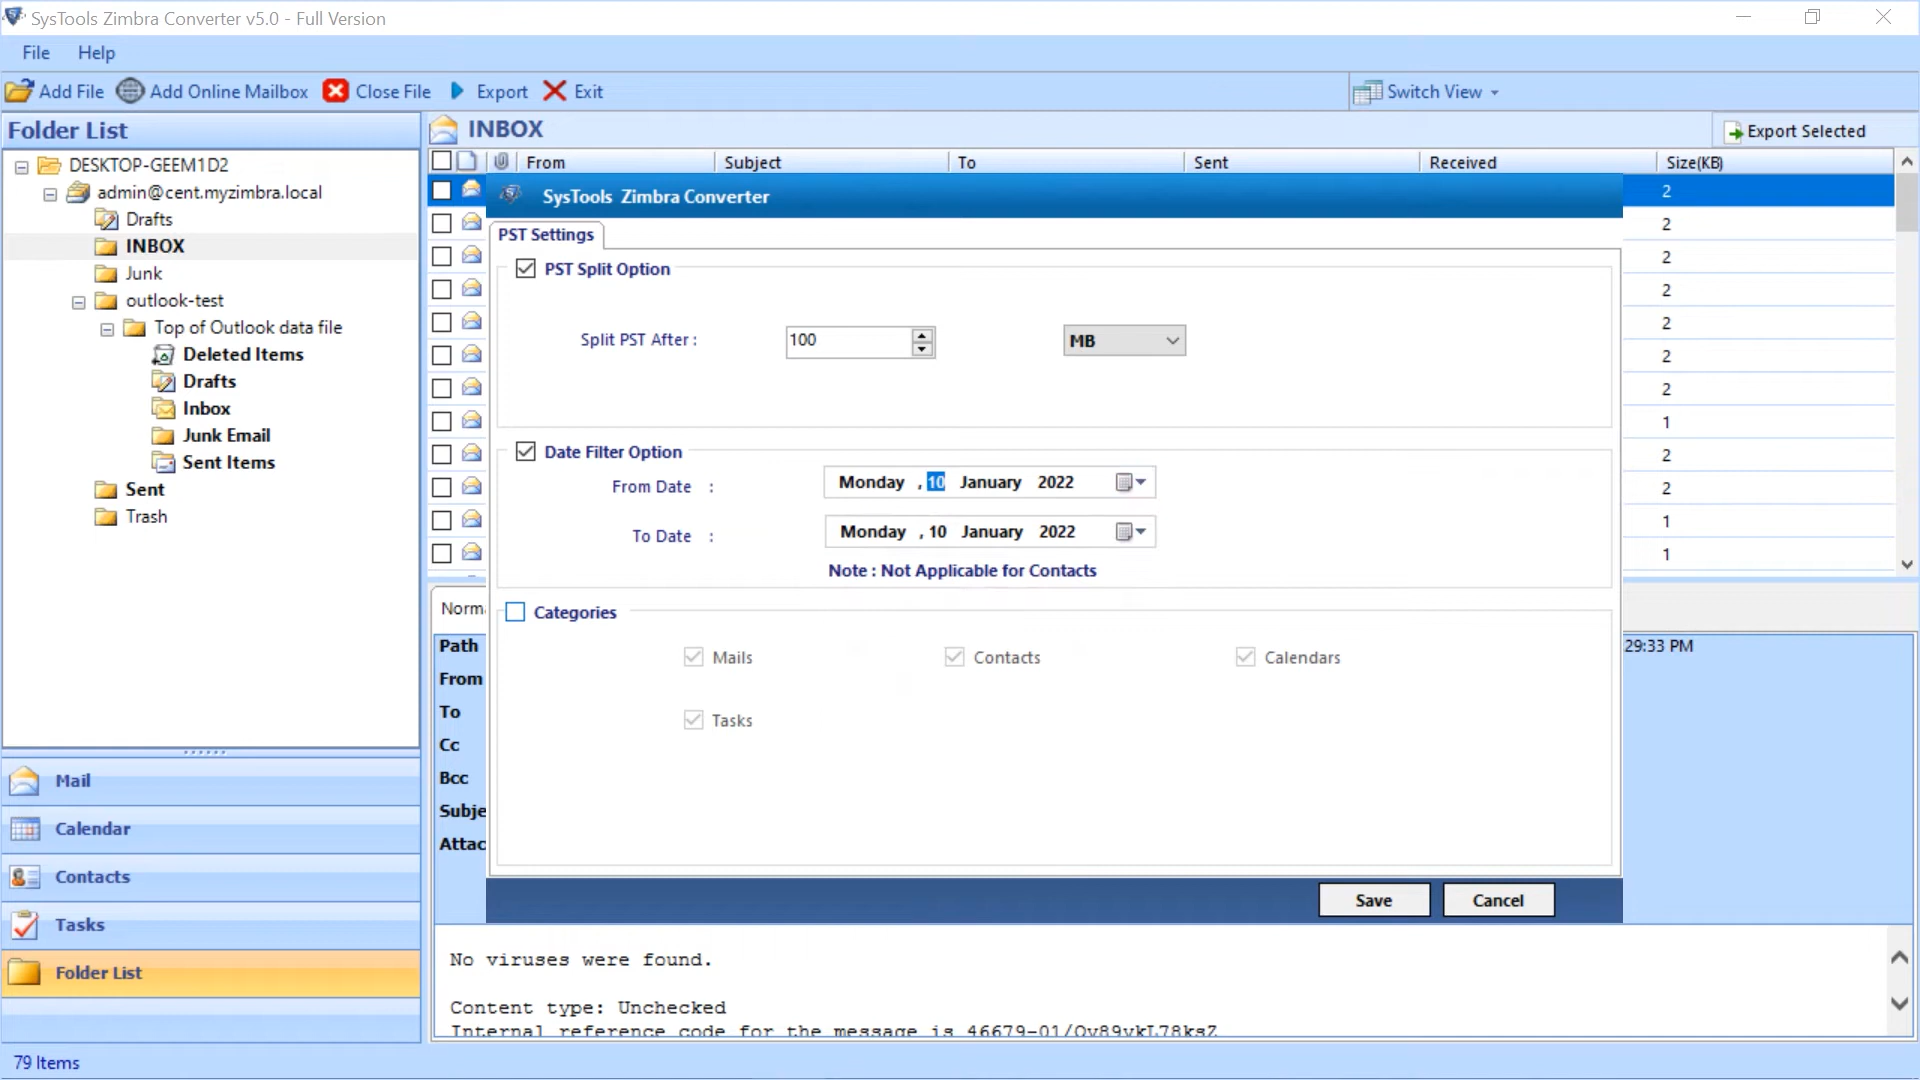 SysTools Zimbra Converter v5.0 - Full Version
File Help
Add File Add Online Mailbox Close File Export Exit Switch View
Folder List
INBOX
Export Selected
DESKTOP-GEEM1D2
admin@cent.myzimbra.local
Drafts
INBOX
Junk
outlook-test
Top of Outlook data file
Deleted Items
Drafts
Inbox
Junk Email
Sent Items
Sent
Trash
From Subject To Sent Received Size(KB)
2
2
2
2
2
2
2
1
2
2
1
1
SysTools Zimbra Converter
PST Settings
PST Split Option
Split PST After : 100 MB
Date Filter Option
From Date : Monday , 10 January 2022
To Date : Monday , 10 January 2022
Note : Not Applicable for Contacts
Categories
Mails Contacts Calendars
Tasks
Save Cancel
Norm
Path
From
To
Cc
Bcc
Subje
Attac
29:33 PM
No viruses were found.
Content type: Unchecked
Internal reference code for the message is 46679-01/Qv89vkL78ksZ
Mail
Calendar
Contacts
Tasks
Folder List
79 Items